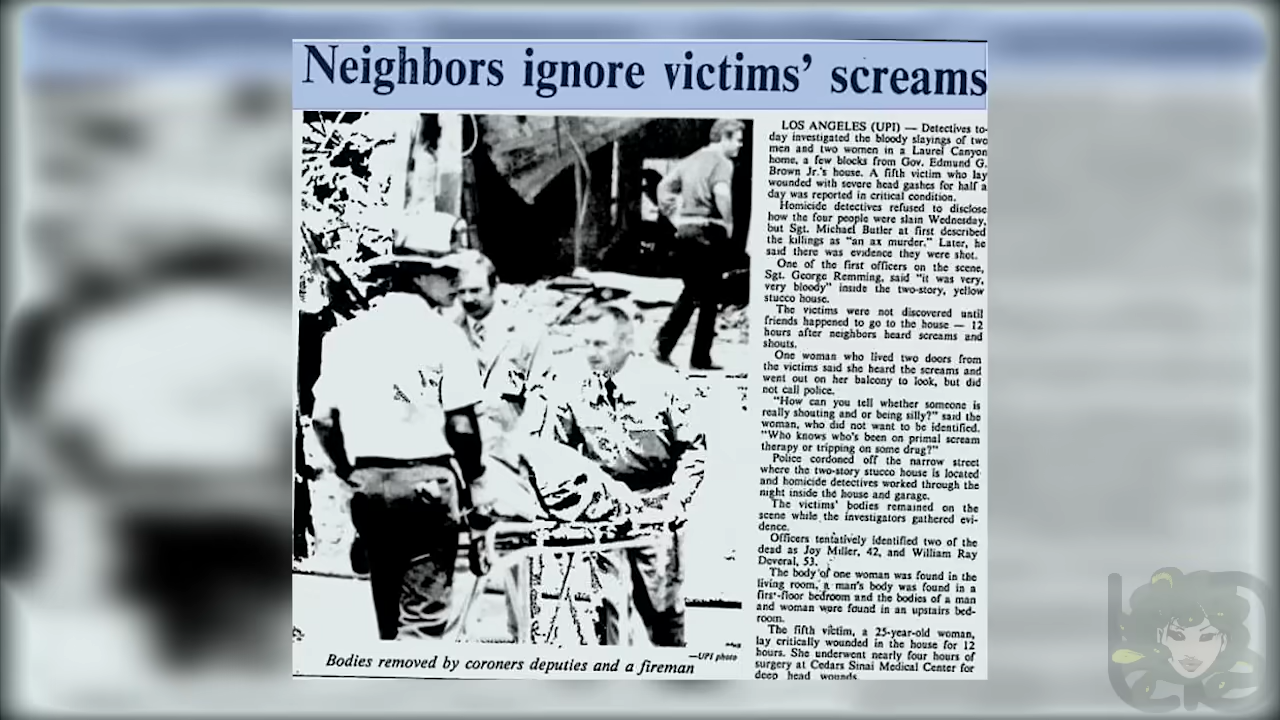 Neighbors ignore victims' screams
LOS ANGELES (UPI) — Detectives to-
day investigated the bloody slayings of two
men and two women in a Laurel Canyon
home, a few blocks from Gov. Edmund G.
Brown Jr.'s house. A fifth victim who lay
wounded with severe head gashes for half a
day was reported in critical condition.
Homicide detectives refused to disclose
how the four people were slain Wednesday,
but Sgt. Michael Butler at first described
the killings as "an ax murder." Later, he
said there was evidence they were shot.
One of the first officers on the scene,
Sgt. George Remming, said "it was very,
very bloody" inside the two-story, yellow
stucco house.
The victims were not discovered until
friends happened to go to the house — 12
hours after neighbors heard screams and
shouts.
One woman who lived two doors from
the victims said she heard the screams and
went out on her balcony to look, but did
not call police.
"How can you tell whether someone is
really shouting and or being silly?" said the
woman, who did not want to be identified.
"Who knows who's been on primal scream
therapy or tripping on some drug?"
Police cordoned off the narrow street
where the two-story stucco house is located
and homicide detectives worked through the
night inside the house and garage.
The victims' bodies remained on the
scene while the investigators gathered evi-
dence.
Officers tentatively identified two of the
dead as Joy Miller, 42, and William Ray
Deveral, 53.
The body of one woman was found in the
living room, a man's body was found in a
first-floor bedroom and the bodies of a man
and woman were found in an upstairs bed-
room.
The fifth victim, a 25-year-old woman,
lay critically wounded in the house for 12
hours. She underwent nearly four hours of
surgery at Cedars Sinai Medical Center for
deep head wounds.
—UPI photo
Bodies removed by coroners deputies and a fireman